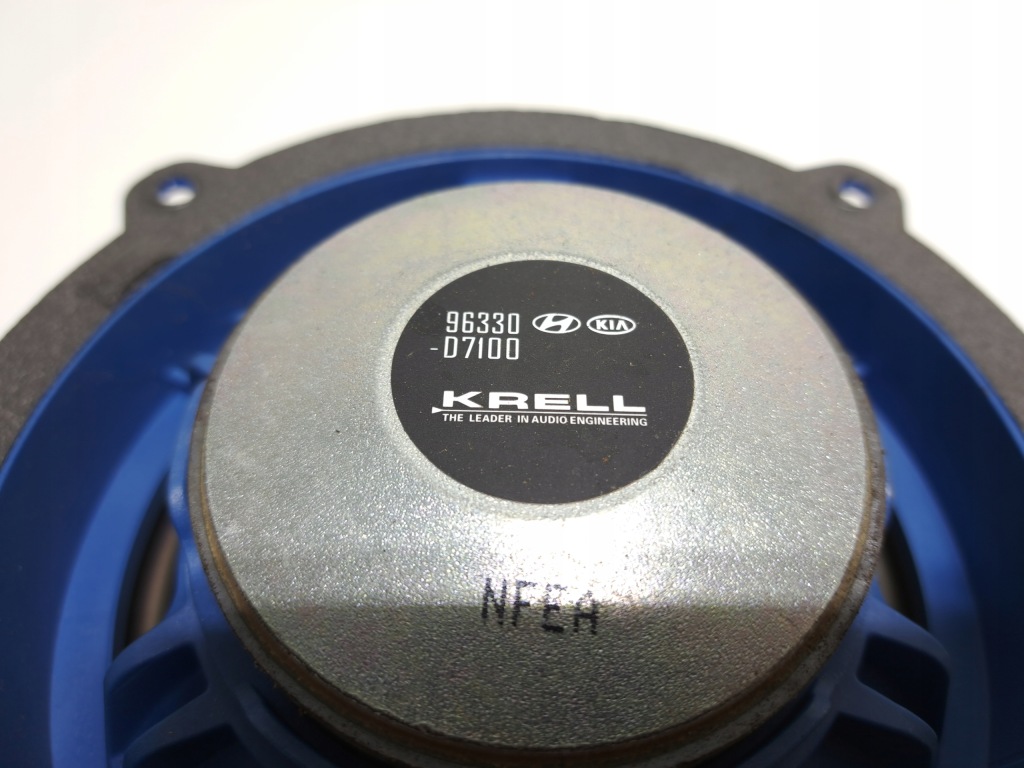 96330 KIA
-D7100
KRELL
THE LEADER IN AUDIO ENGINEERING
NFEA